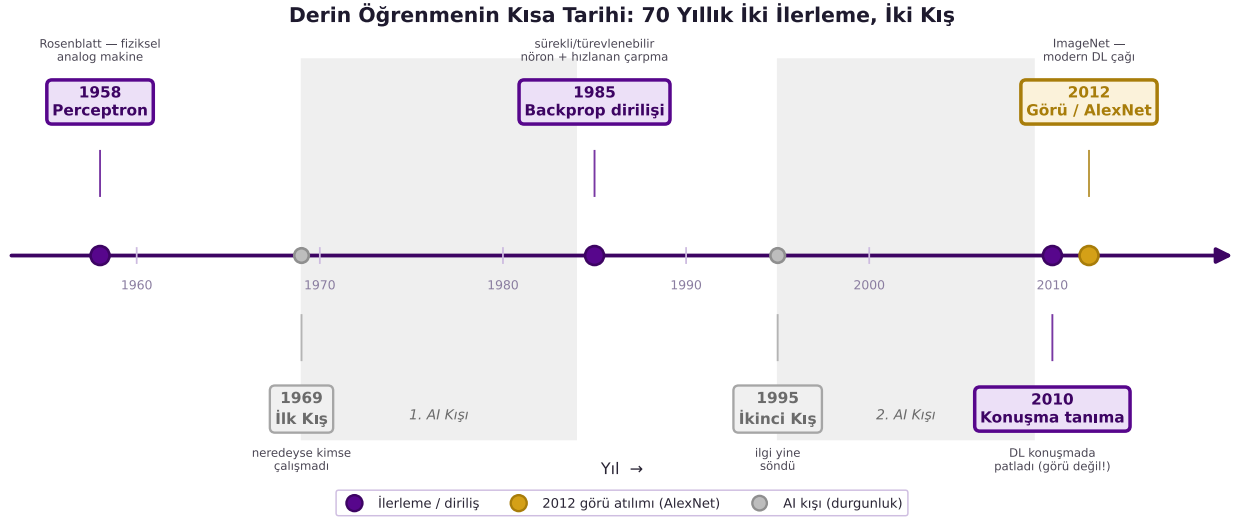 Derin Öğrenmenin Kısa Tarihi: 70 Yıllık İki İlerleme, İki Kış
Rosenblatt — fiziksel
analog makine
1958
Perceptron
sürekli/türevlenebilir
nöron + hızlanan çarpma
1985
Backprop dirilişi
ImageNet —
modern DL çağı
2012
Görü / AlexNet
1960
1970
1980
1990
2000
2010
1969
İlk Kış
neredeyse kimse
çalışmadı
1. AI Kışı
1995
İkinci Kış
ilgi yine
söndü
2. AI Kışı
2010
Konuşma tanıma
DL konuşmada
patladı (görü değil!)
Yıl →
İlerleme / diriliş
2012 görü atılımı (AlexNet)
AI kışı (durgunluk)